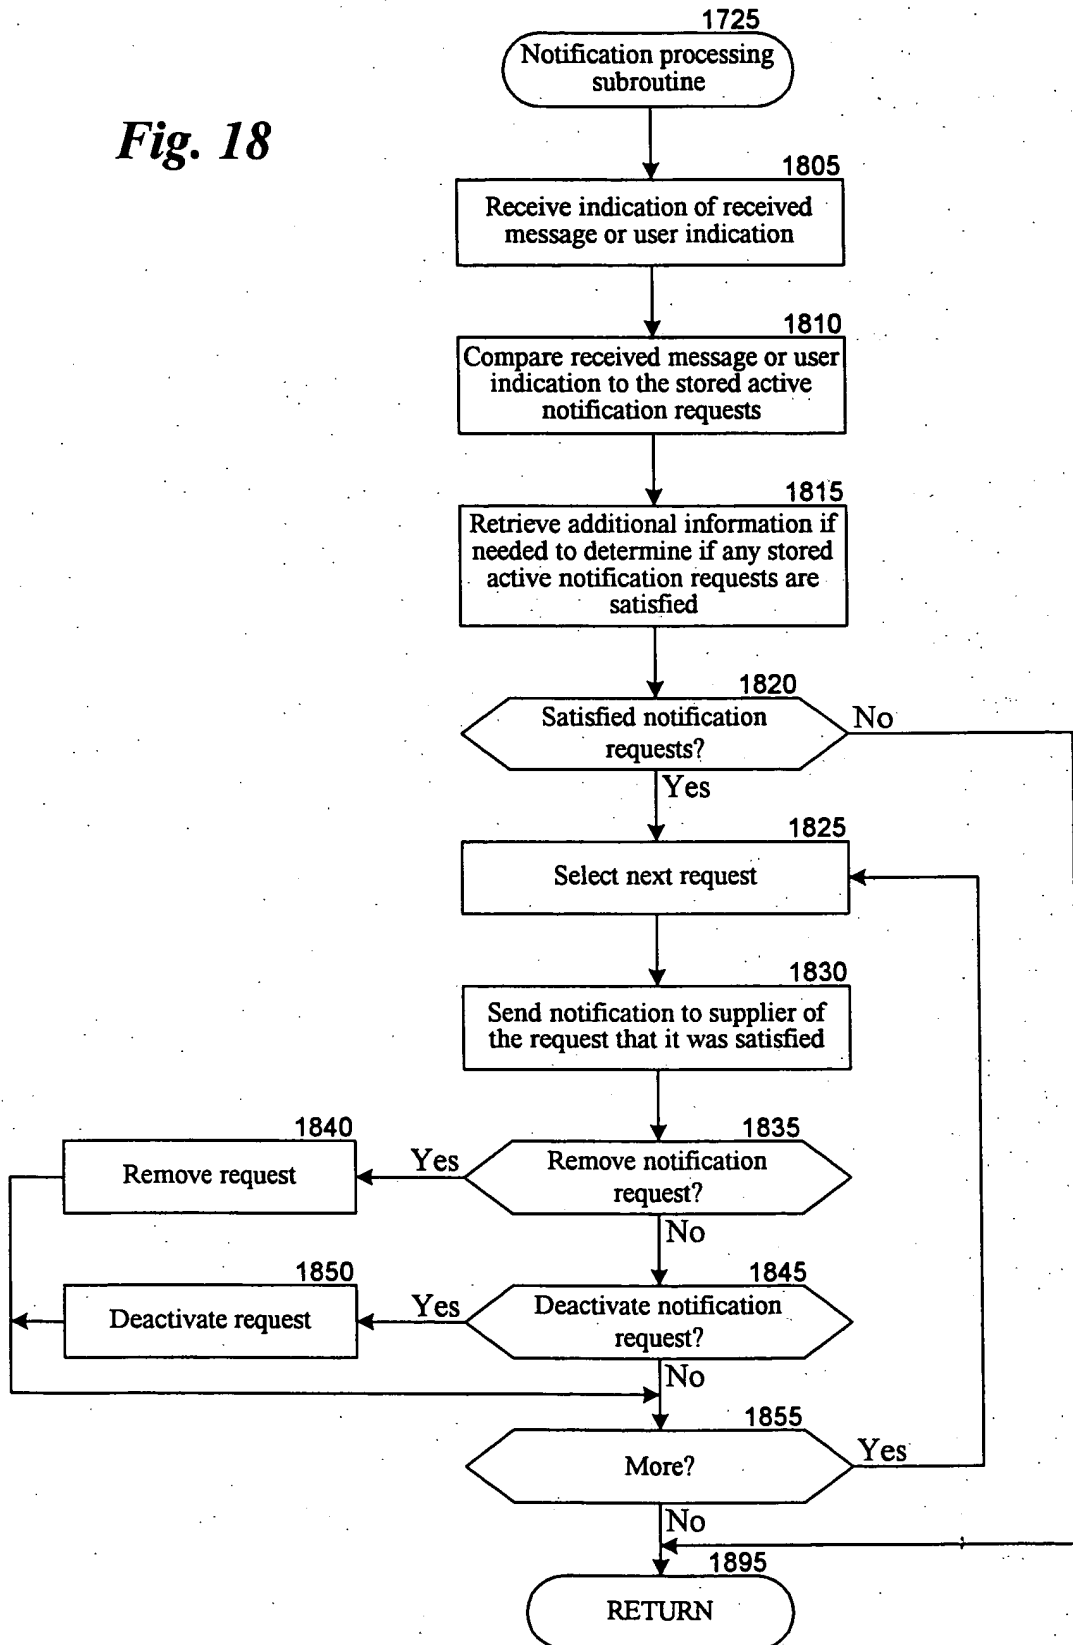 1725
Notification processing
subroutine
Fig. 18
1805
Receive indication of received
message or user indication
1810
Compare received message or user
indication to the stored active
notification requests
1815
Retrieve additional information if
needed to determine if any stored
active notification requests are
satisfied
1820
Satisfied notification
requests?
No
Yes
1825
Select next request
1830
Send notification to supplier of
the request that it was satisfied
1840
Remove request
Yes
1835
Remove notification
request?
No
1850
Deactivate request
Yes
1845
Deactivate notification
request?
No
1855
More?
Yes
No
1895
RETURN